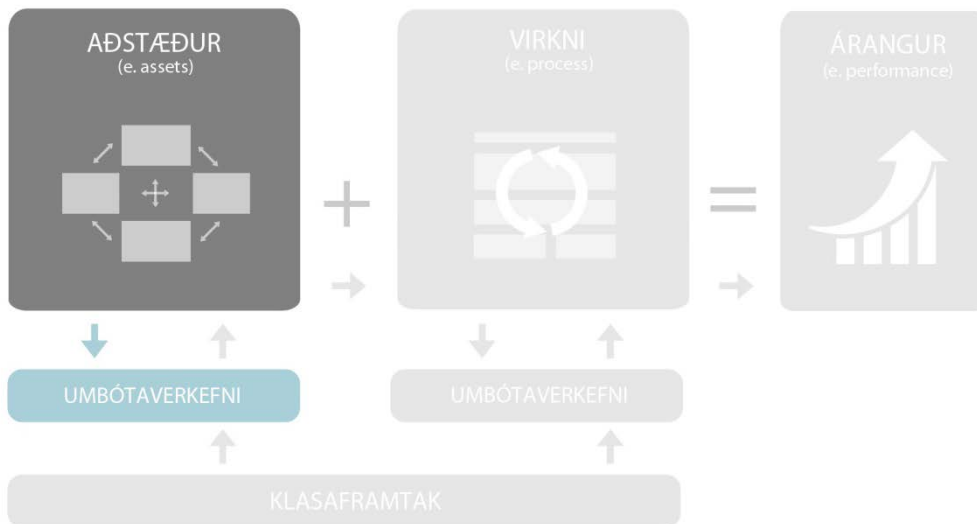 AÐSTÆÐUR
(e. assets)
VIRKNI
(e. process)
ÁRANGUR
(e. performance)
UMBÓTAVERKEFNI
UMBÓTAVERKEFNI
KLASAFRAMTAK